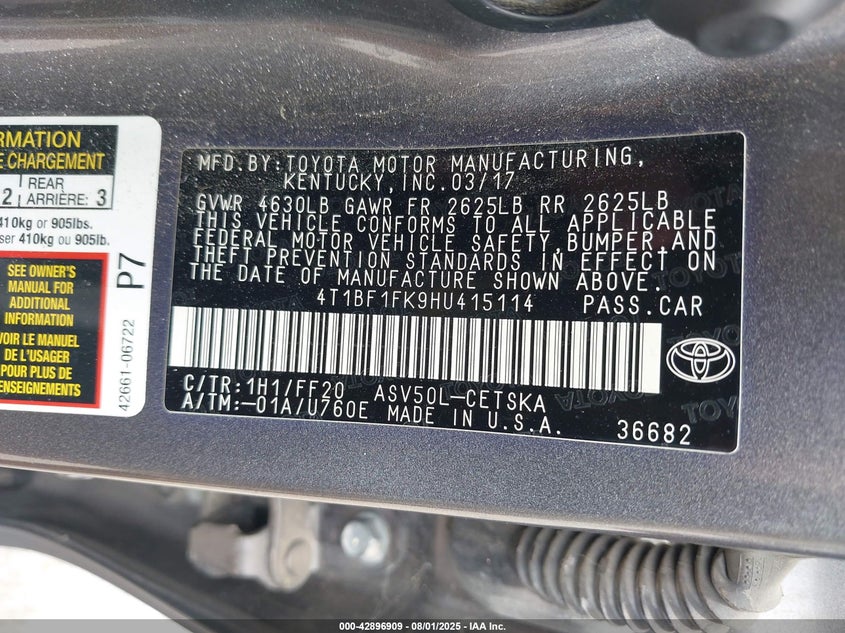 RMATION
E CHARGEMENT
2 REAR ARRIÈRE: 3
410kg or 905lbs.
ser 410kg ou 905lb.
SEE OWNER'S
MANUAL FOR
ADDITIONAL
INFORMATION
VOIR LE MANUEL
DE L'USAGER
POUR PLUS DE
RENSEIGNEMENTS
P7
42661-06722
MFD.BY:TOYOTA MOTOR MANUFACTURING,
KENTUCKY,INC.03/17
GVWR 4630LB GAWR FR 2625LB RR 2625LB
THIS VEHICLE CONFORMS TO ALL APPLICABLE
FEDERAL MOTOR VEHICLE SAFETY,BUMPER,AND
THEFT PREVENTION STANDARDS IN EFFECT ON
THE DATE OF MANUFACTURE SHOWN ABOVE.
4T1BF1FK9HU415114 PASS.CAR
C/TR:1H1/FF20 ASV50L-CETSKA
A/TM:-01A/U760E MADE IN U.S.A. 36682
000-42896909 - 08/01/2025 - IAA Inc.